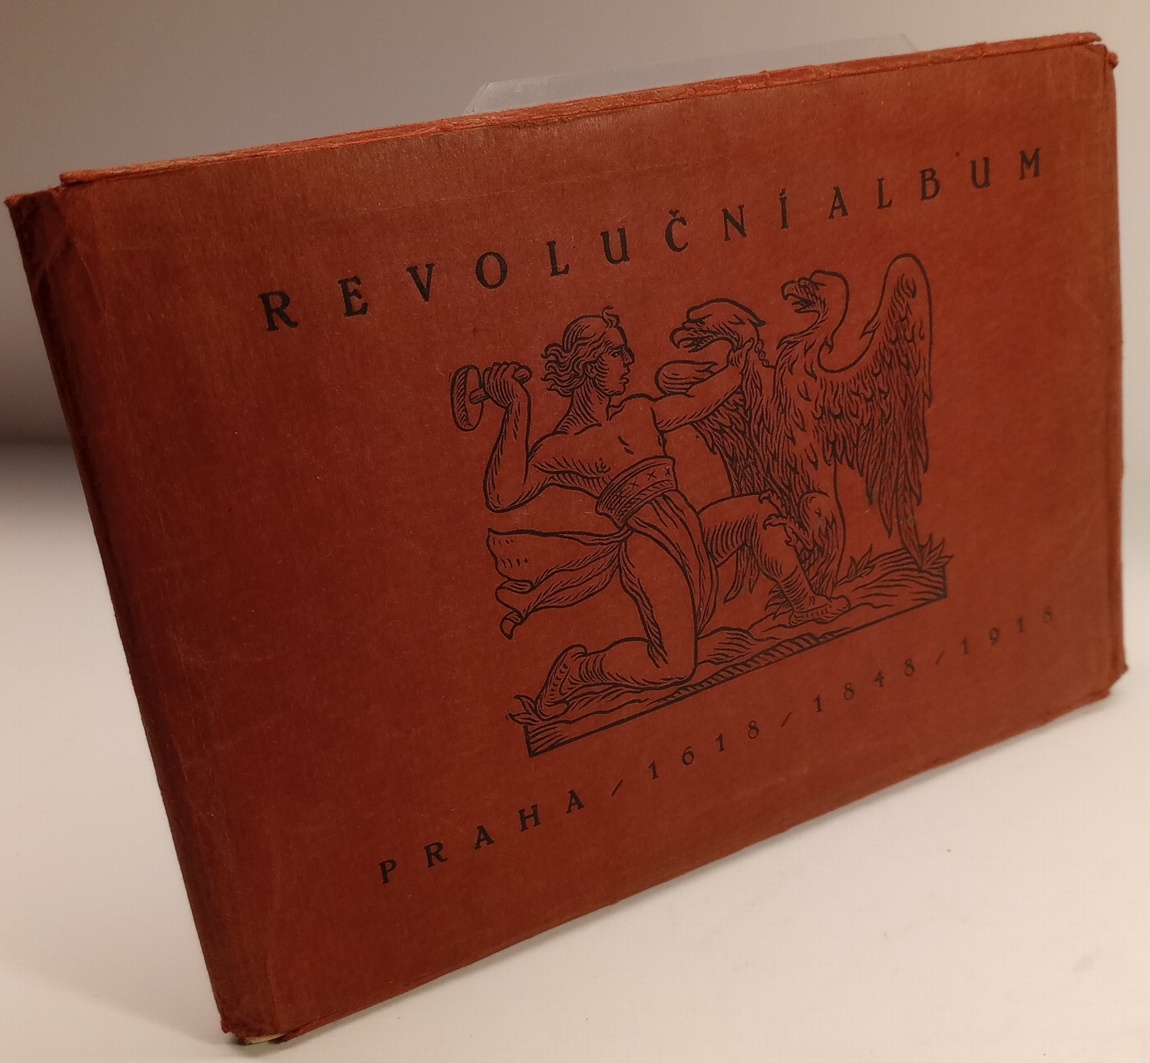 REVOLUČNÍ ALBUM
PRAHA / 1618 / 1848 / 1918